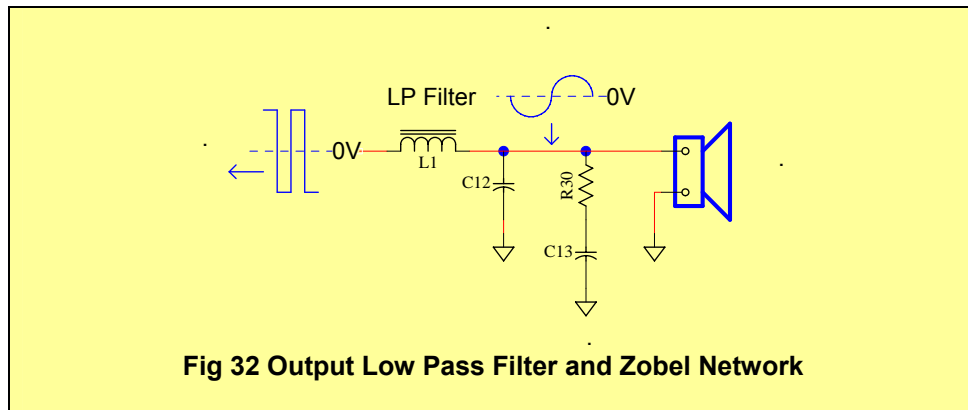 LP Filter
0V
0V
L1
C12
R30
C13
Fig 32 Output Low Pass Filter and Zobel Network